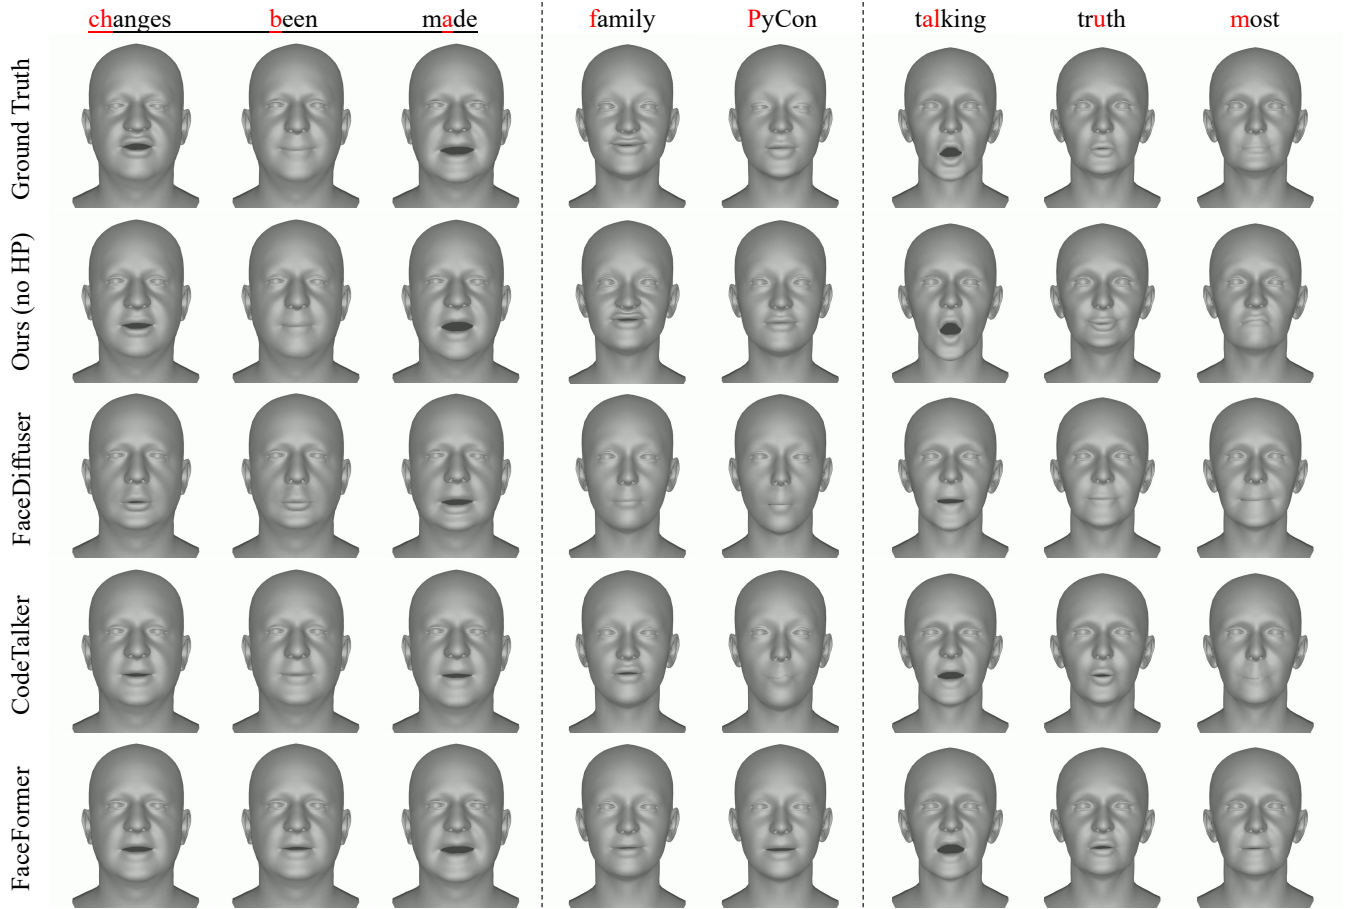 changes been made family PyCon talking truth most
Ground Truth
Ours (no HP)
FaceDiffuser
CodeTalker
FaceFormer